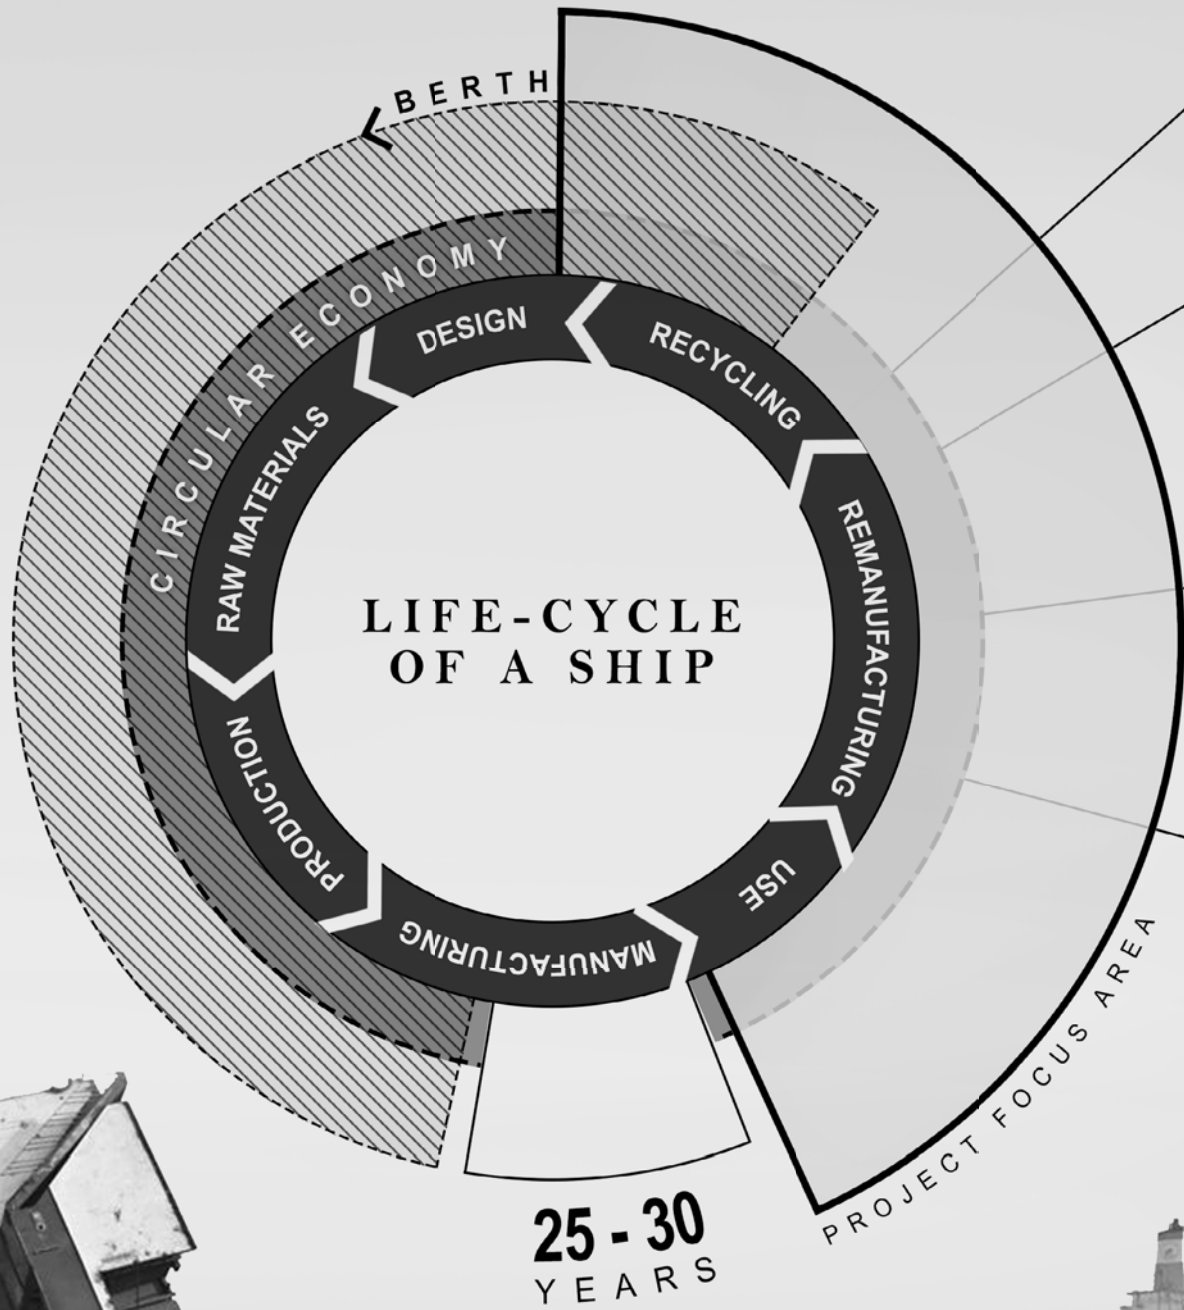 BERTH
CIRCULAR ECONOMY
DESIGN
RECYCLING
RAW MATERIALS
REMANUFACTURING
LIFE-CYCLE
OF A SHIP
PRODUCTION
USE
MANUFACTURING
PROJECT FOCUS AREA
25 - 30
YEARS